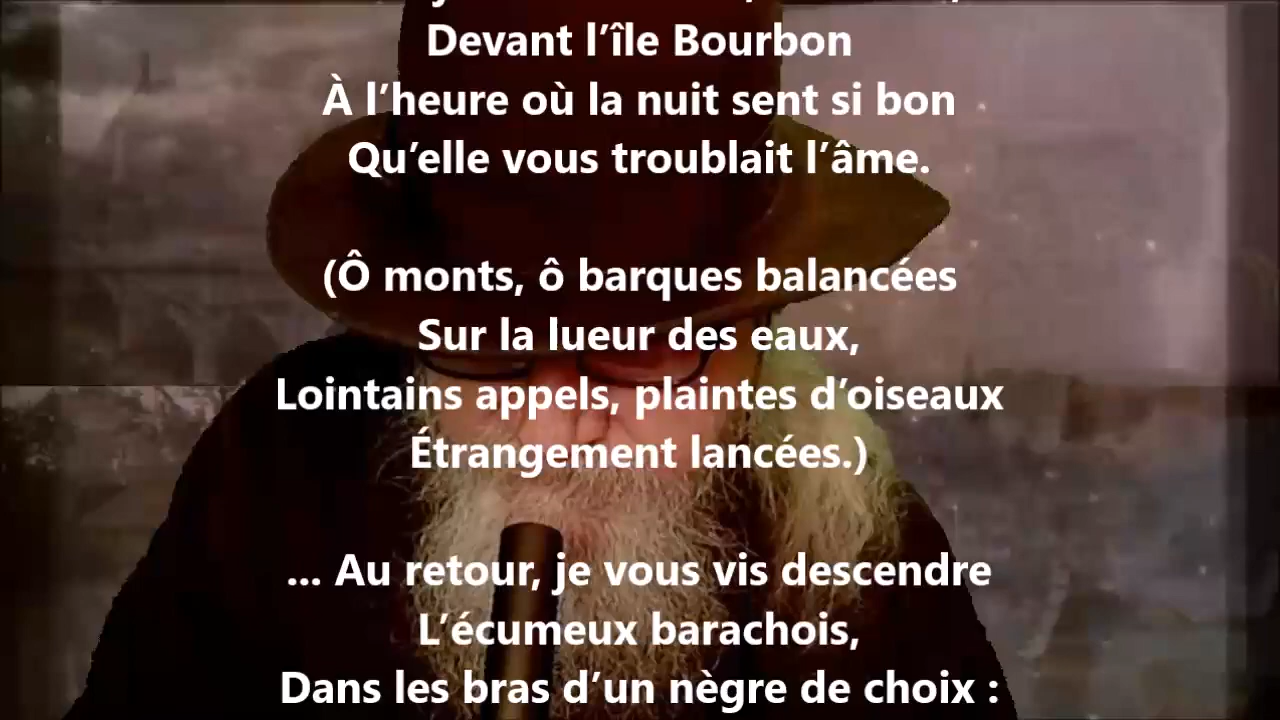 Devant l’île Bourbon
À l’heure où la nuit sent si bon
Qu’elle vous troublait l’âme.
(Ô monts, ô barques balancées
Sur la lueur des eaux,
Lointains appels, plaintes d’oiseaux
Étrangement lancées.)
... Au retour, je vous vis descendre
L’écumeux barachois,
Dans les bras d’un nègre de choix :